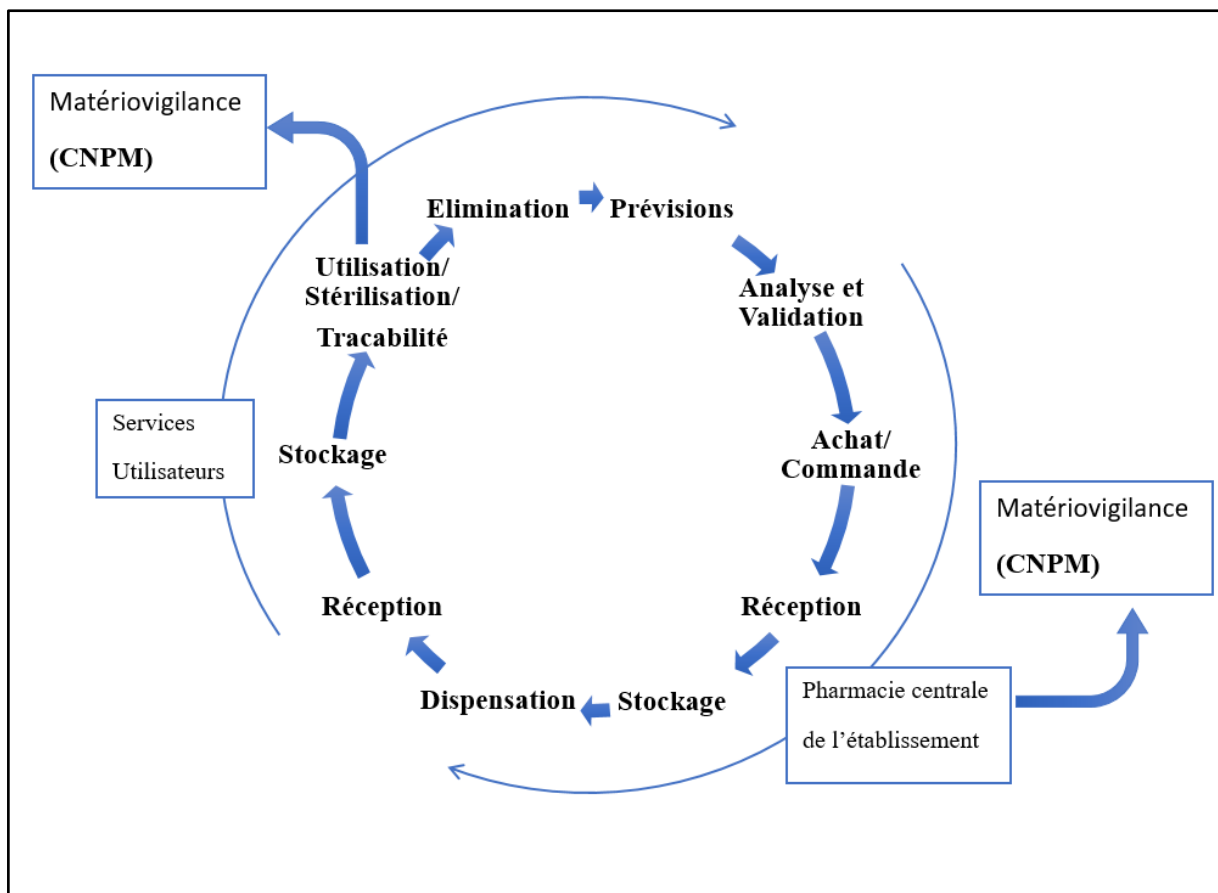 Matériovigilance
(CNPM)
Elimination
Prévisions
Utilisation/
Stérilisation/
Tracabilité
Analyse et
Validation
Services
Utilisateurs
Stockage
Achat/
Commande
Matériovigilance
(CNPM)
Réception
Réception
Dispensation
Stockage
Pharmacie centrale
de l’établissement